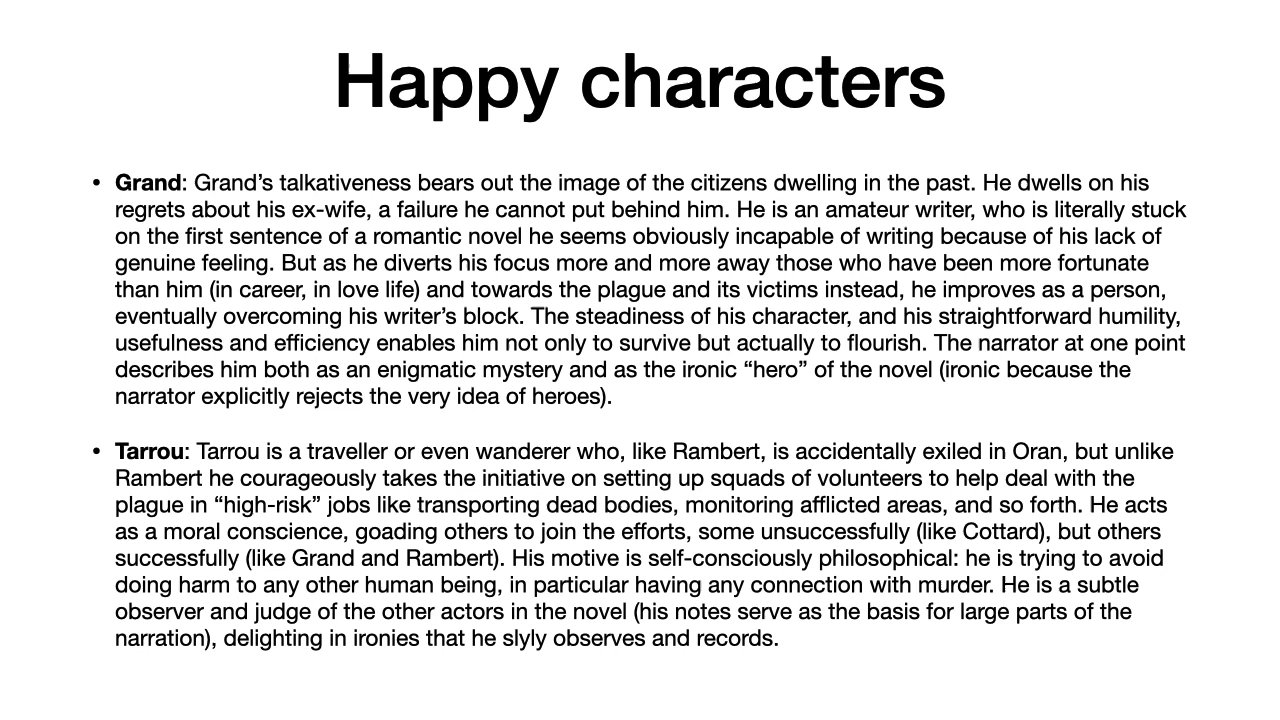 Happy characters
• Grand: Grand’s talkativeness bears out the image of the citizens dwelling in the past. He dwells on his
regrets about his ex-wife, a failure he cannot put behind him. He is an amateur writer, who is literally stuck
on the first sentence of a romantic novel he seems obviously incapable of writing because of his lack of
genuine feeling. But as he diverts his focus more and more away those who have been more fortunate
than him (in career, in love life) and towards the plague and its victims instead, he improves as a person,
eventually overcoming his writer’s block. The steadiness of his character, and his straightforward humility,
usefulness and efficiency enables him not only to survive but actually to flourish. The narrator at one point
describes him both as an enigmatic mystery and as the ironic “hero” of the novel (ironic because the
narrator explicitly rejects the very idea of heroes).
• Tarrou: Tarrou is a traveller or even wanderer who, like Rambert, is accidentally exiled in Oran, but unlike
Rambert he courageously takes the initiative on setting up squads of volunteers to help deal with the
plague in “high-risk” jobs like transporting dead bodies, monitoring afflicted areas, and so forth. He acts
as a moral conscience, goading others to join the efforts, some unsuccessfully (like Cottard), but others
successfully (like Grand and Rambert). His motive is self-consciously philosophical: he is trying to avoid
doing harm to any other human being, in particular having any connection with murder. He is a subtle
observer and judge of the other actors in the novel (his notes serve as the basis for large parts of the
narration), delighting in ironies that he slyly observes and records.